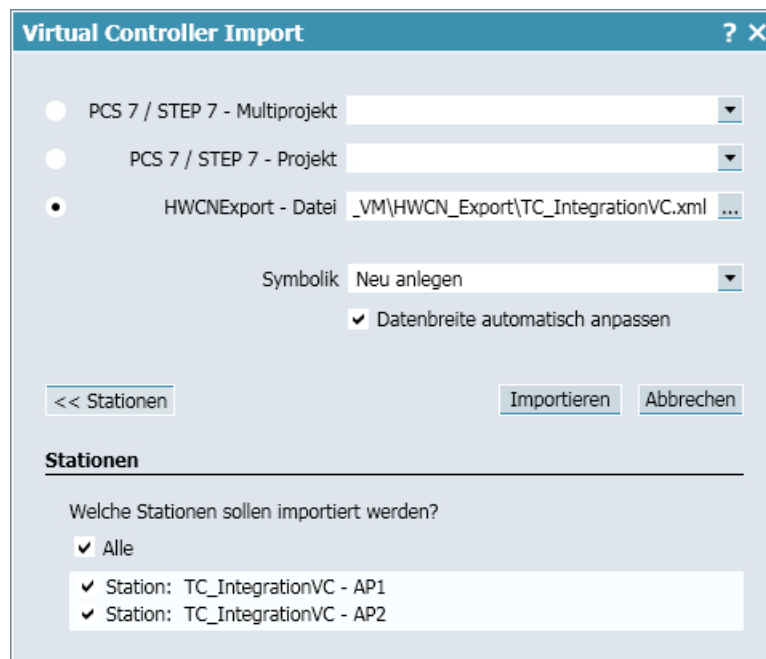 Virtual Controller Import ? ×
PCS 7 / STEP 7 - Multiprojekt
PCS 7 / STEP 7 - Projekt
HWCNExport - Datei _VM\HWCN_Export\TC_IntegrationVC.xml ...
Symbolik Neu anlegen
Datenbreite automatisch anpassen
<< Stationen Importieren Abbrechen
Stationen
Welche Stationen sollen importiert werden?
Alle
Station: TC_IntegrationVC - AP1
Station: TC_IntegrationVC - AP2